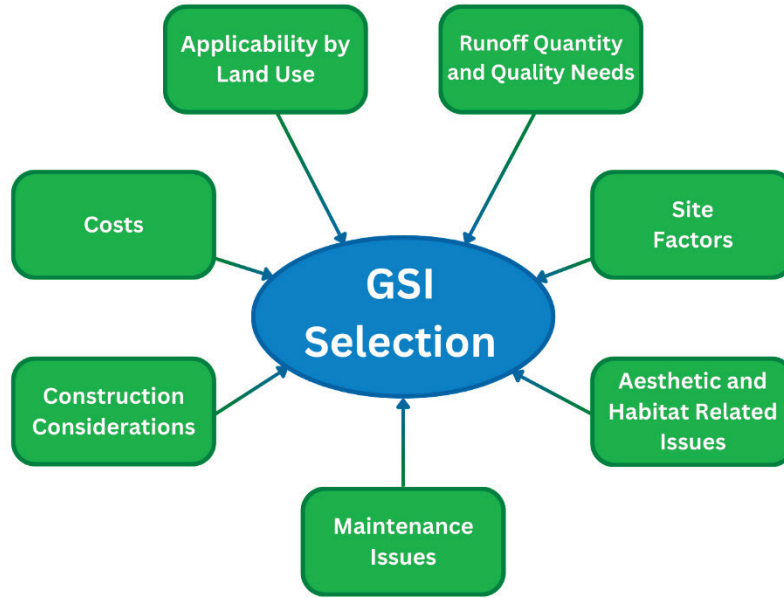 Applicability by
Land Use
Runoff Quantity
and Quality Needs
Costs
Site
Factors
GSI
Selection
Construction
Considerations
Aesthetic and
Habitat Related
Issues
Maintenance
Issues